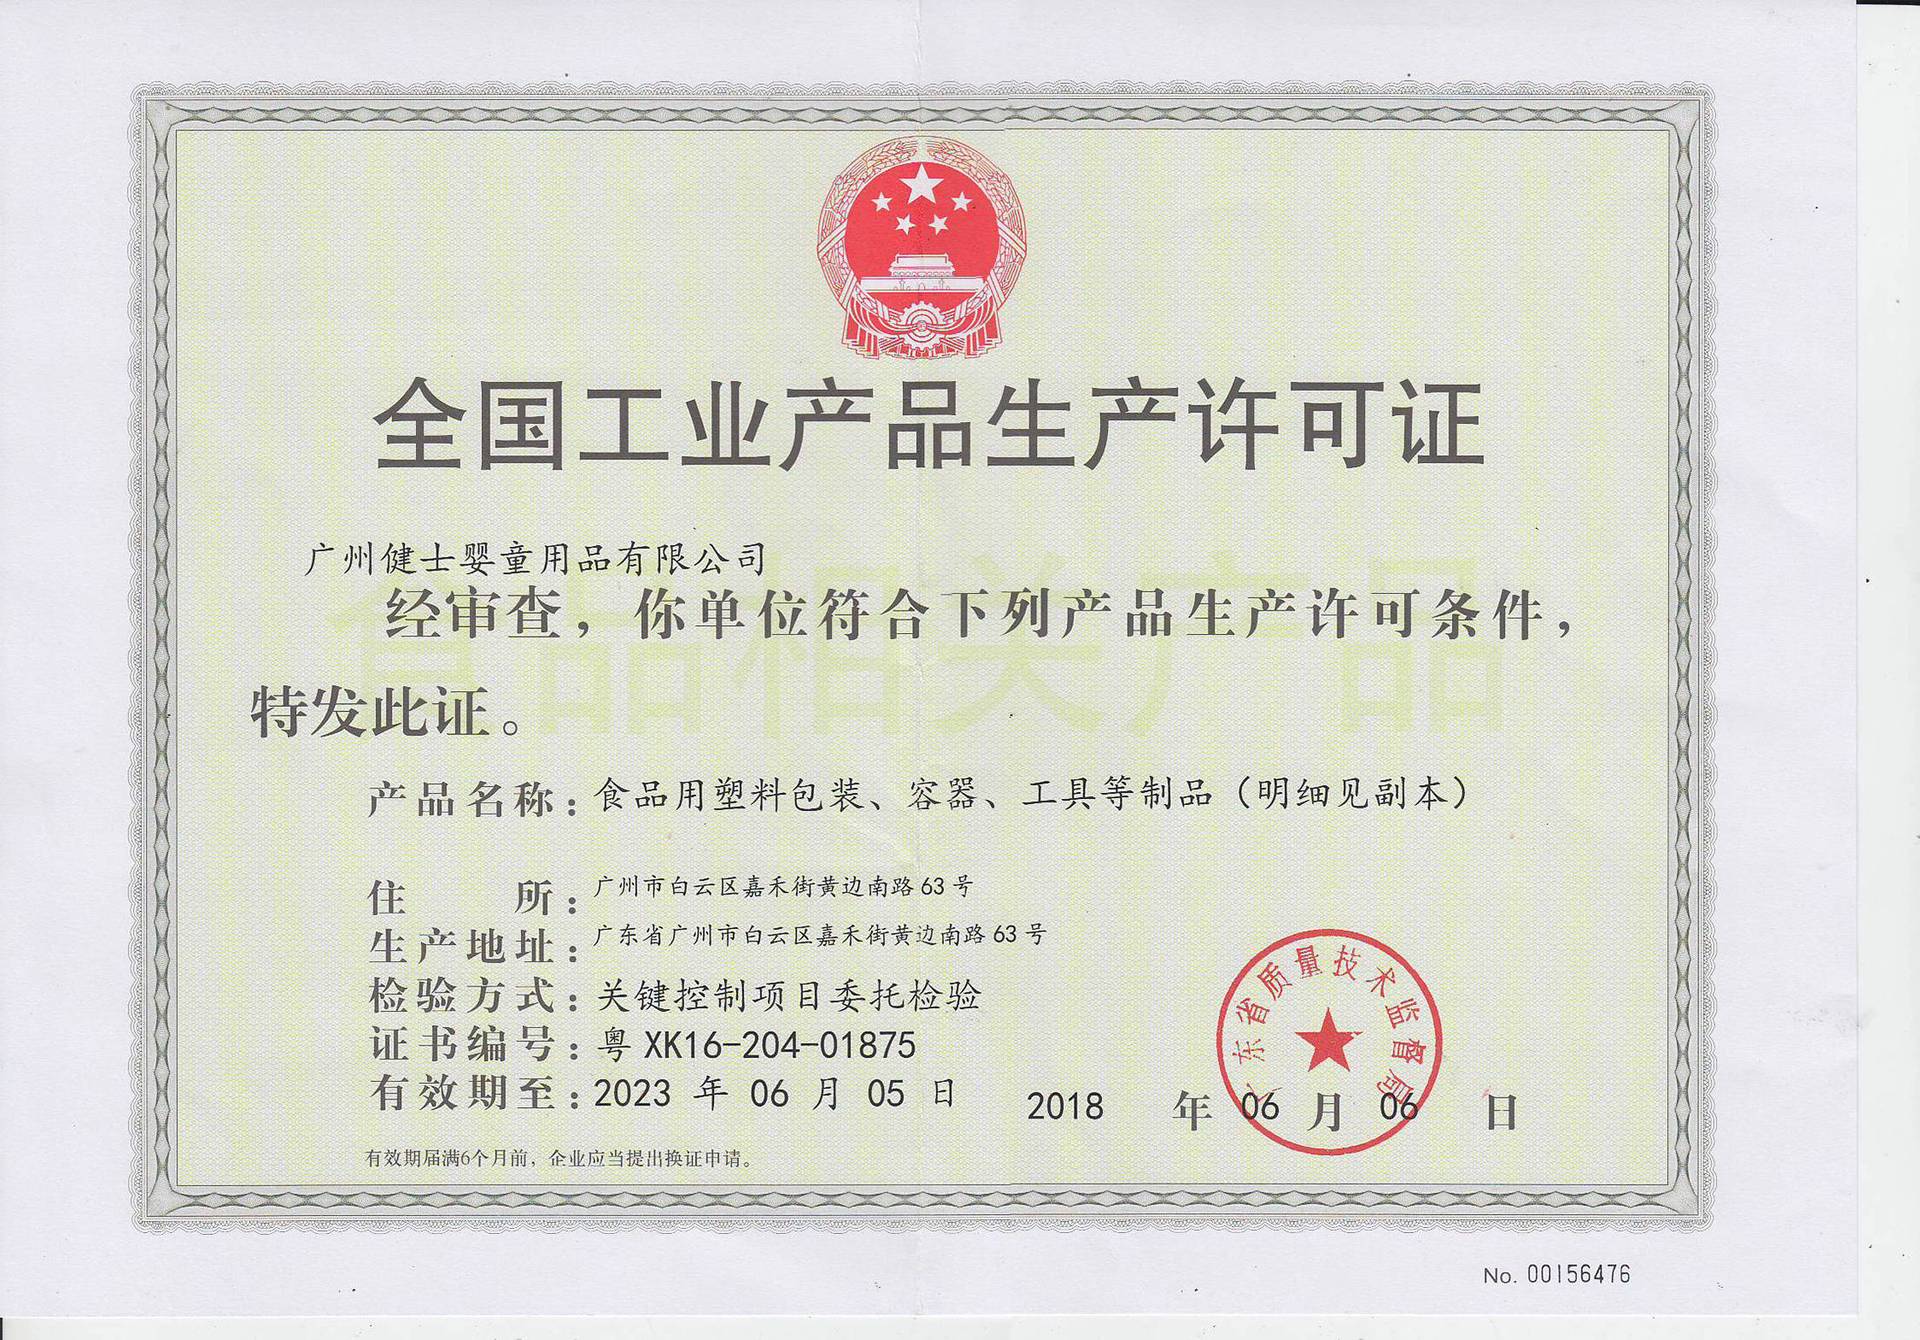 全国工业产品生产许可证
广州健士婴童用品有限公司
经审查，你单位符合下列产品生产许可条件，
特发此证。
食品相关产品
产品名称：食品用塑料包装、容器、工具等制品（明细见副本）
住 所：广州市白云区嘉禾街黄边南路 63 号
生产地址：广东省广州市白云区嘉禾街黄边南路 63 号
检验方式：关键控制项目委托检验
证书编号：粤 XK16-204-01875
有效期至：2023 年 06 月 05 日
广东省质量技术监督局
2018 年 06 月 06 日
有效期届满6个月前，企业应当提出换证申请。
No. 00156476